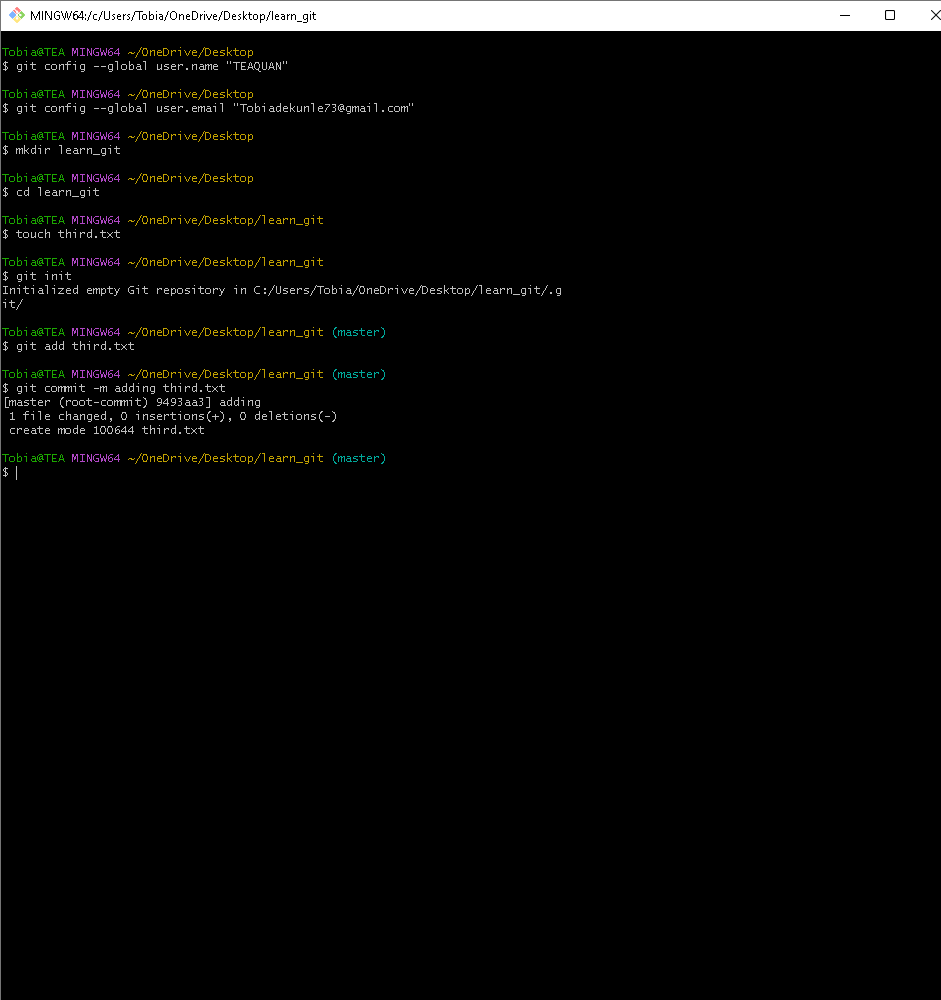 MINGW64:/c/Users/Tobia/OneDrive/Desktop/learn_git
Tobia@TEA MINGW64 ~/OneDrive/Desktop
$ git config --global user.name "TEAQUAN"
Tobia@TEA MINGW64 ~/OneDrive/Desktop
$ git config --global user.email "Tobiadekunle73@gmail.com"
Tobia@TEA MINGW64 ~/OneDrive/Desktop
$ mkdir learn_git
Tobia@TEA MINGW64 ~/OneDrive/Desktop
$ cd learn_git
Tobia@TEA MINGW64 ~/OneDrive/Desktop/learn_git
$ touch third.txt
Tobia@TEA MINGW64 ~/OneDrive/Desktop/learn_git
$ git init
Initialized empty Git repository in C:/Users/Tobia/OneDrive/Desktop/learn_git/.g
it/
Tobia@TEA MINGW64 ~/OneDrive/Desktop/learn_git (master)
$ git add third.txt
Tobia@TEA MINGW64 ~/OneDrive/Desktop/learn_git (master)
$ git commit -m adding third.txt
[master (root-commit) 9493aa3] adding
 1 file changed, 0 insertions(+), 0 deletions(-)
 create mode 100644 third.txt
Tobia@TEA MINGW64 ~/OneDrive/Desktop/learn_git (master)
$